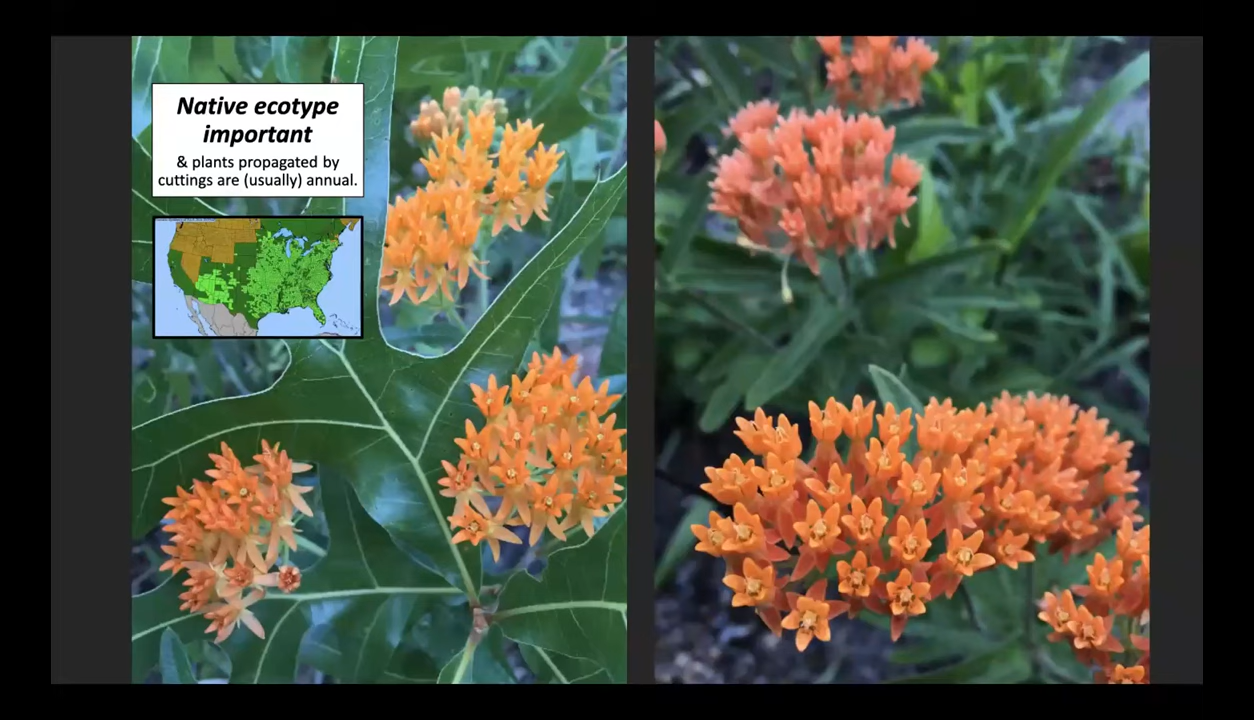 Native ecotype
important
& plants propagated by
cuttings are (usually) annual.